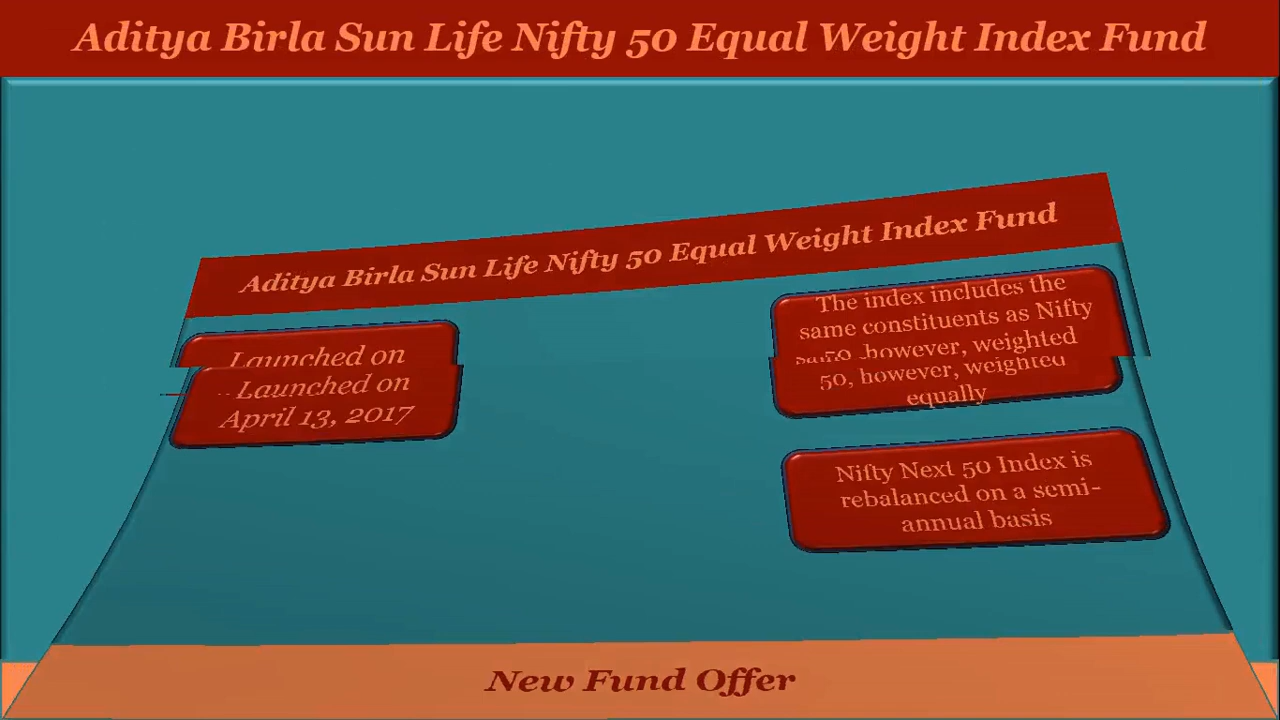 Aditya Birla Sun Life Nifty 50 Equal Weight Index Fund
Aditya Birla Sun Life Nifty 50 Equal Weight Index Fund
Launched on
Launched on
April 13, 2017
The index includes the
same constituents as Nifty
however, weighted
50, however, weighted
equally
Nifty Next 50 Index is
rebalanced on a semi-
annual basis
New Fund Offer